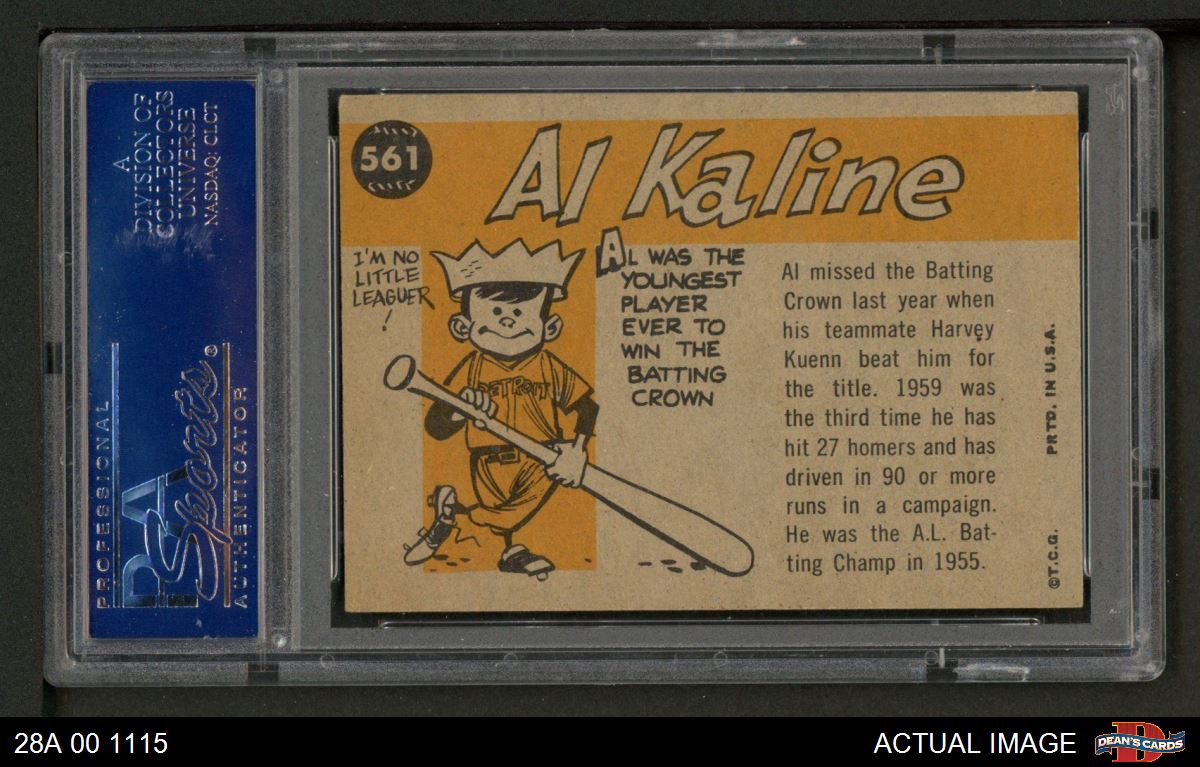 A
DIVISION OF
COLLECTORS
UNIVERSE
NASDAQ: CLCT
PROFESSIONAL
PSA
Sports®
AUTHENTICATOR
561
Al Kaline
I'M NO
LITTLE
LEAGUER
!
DETROIT
AL WAS THE
YOUNGEST
PLAYER
EVER TO
WIN THE
BATTING
CROWN
Al missed the Batting
Crown last year when
his teammate Harvey
Kuenn beat him for
the title. 1959 was
the third time he has
hit 27 homers and has
driven in 90 or more
runs in a campaign.
He was the A.L. Bat-
ting Champ in 1955.
©T.C.G. PRTD. IN U.S.A.
28A 00 1115
ACTUAL IMAGE
D
DEAN'S CARDS